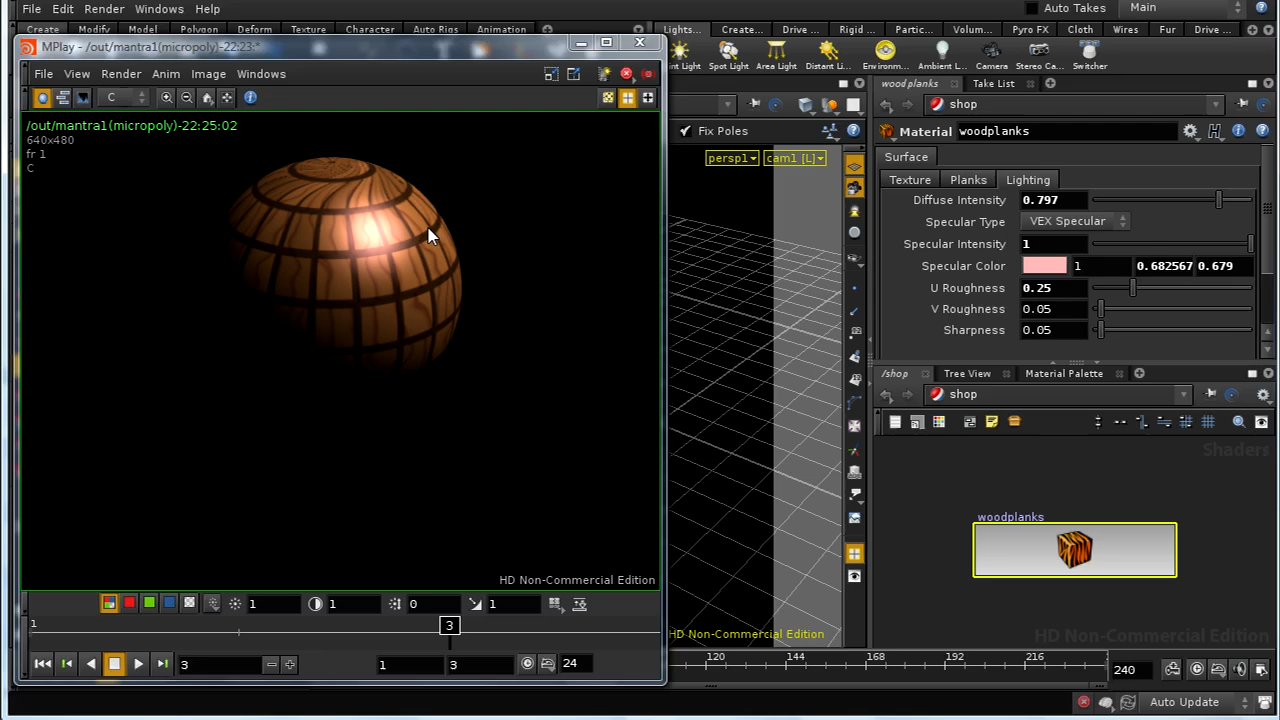 File Edit Render Windows Help
Auto Takes Main
Create Modify Model Polygon Deform Texture Character Auto Rigs Animation
Lights... Create... Drive ... Rigid ... Partic... Volum... Pyro FX Cloth Wires Fur Drive ...
MPlay - /out/mantra1(micropoly)-22:23:*
int Light Spot Light Area Light Distant Li... Environm... Ambient L... Camera Stereo Ca... Switcher
File View Render Anim Image Windows
woodplanks Take List
C
shop
/out/mantra1(micropoly)-22:25:02
640x480
fr 1
C
Fix Poles
Material woodplanks
persp1 cam1 [L]
Surface
Texture Planks Lighting
Diffuse Intensity 0.797
Specular Type VEX Specular
Specular Intensity 1
Specular Color 1 0.682567 0.679
U Roughness 0.25
V Roughness 0.05
Sharpness 0.05
/shop Tree View Material Palette
shop
Shaders
woodplanks
HD Non-Commercial Edition
HD Non-Commercial Edition
HD Non-Commercial Edition
1 1 0 1
1 3
3 1 3 24
120 144 168 192 216 240
Auto Update